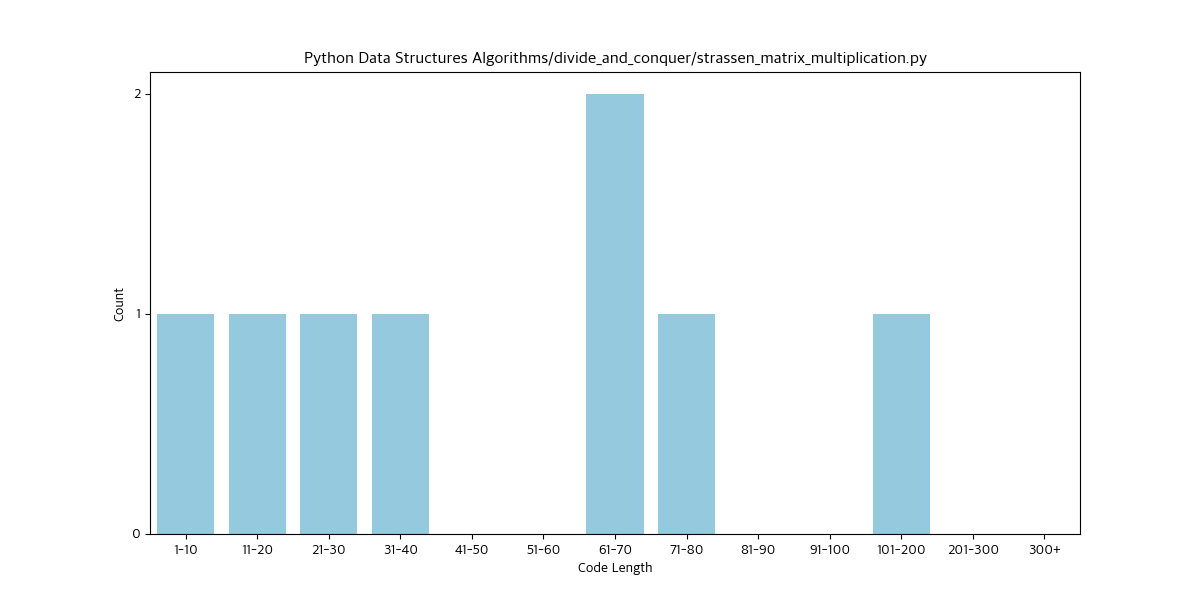 Python Data Structures Algorithms/divide_and_conquer/strassen_matrix_multiplication.py
2
1
0
Count
1-10 11-20 21-30 31-40 41-50 51-60 61-70 71-80 81-90 91-100 101-200 201-300 300+
Code Length